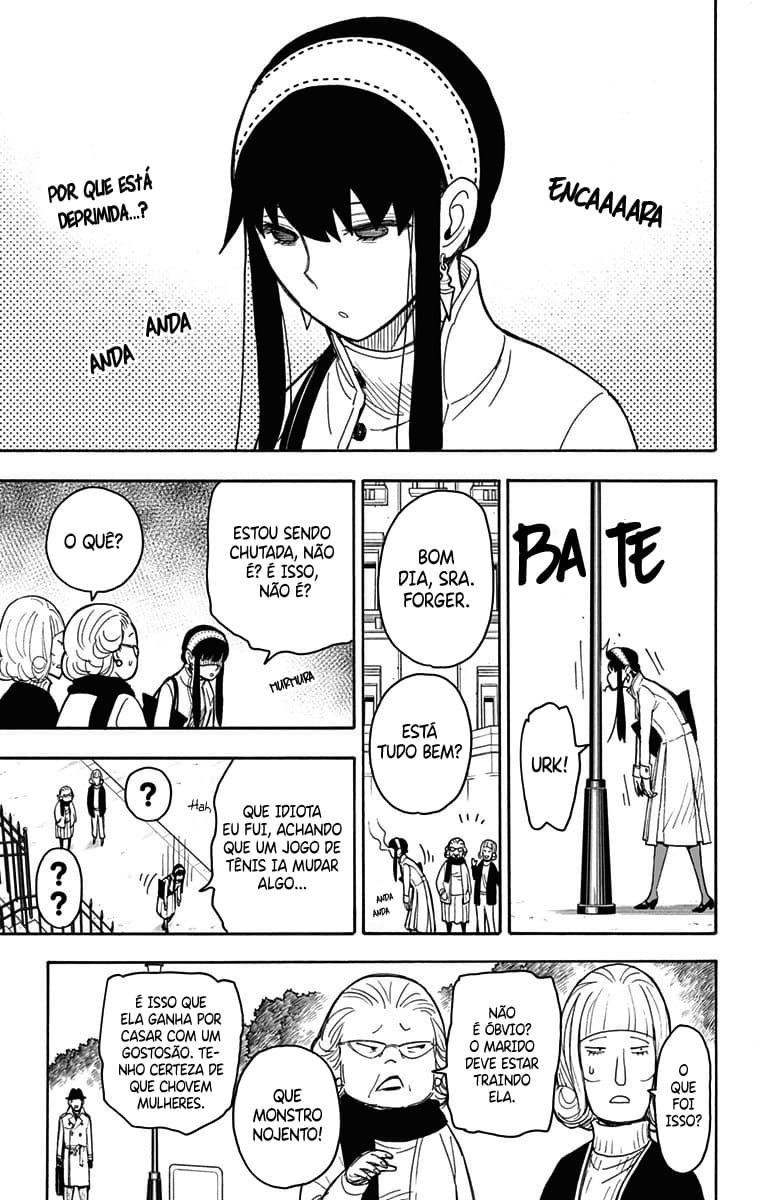 ENCAAAARA
POR QUE ESTÁ
DEPRIMIDA...?
ANDA ANDA
ANDA ANDA
BATE
URK!
BOM
DIA, SRA.
FORGER.
ESTÁ
TUDO BEM?
ANDA
ANDA
ESTOU SENDO
CHUTADA, NÃO
É? É ISSO,
NÃO É?
MURMURA
O QUÊ?
QUE IDIOTA
EU FUI, ACHANDO
QUE UM JOGO DE
TÊNIS IA MUDAR
ALGO...
Hah,
?
?
?
O
QUE
FOI
ISSO?
NÃO
É ÓBVIO?
O MARIDO
DEVE ESTAR
TRAINDO
ELA.
QUE
MONSTRO
NOJENTO!
É ISSO QUE
ELA GANHA POR
CASAR COM UM
GOSTOSÃO. TE-
NHO CERTEZA
DE QUE CHOVEM
MULHERES.